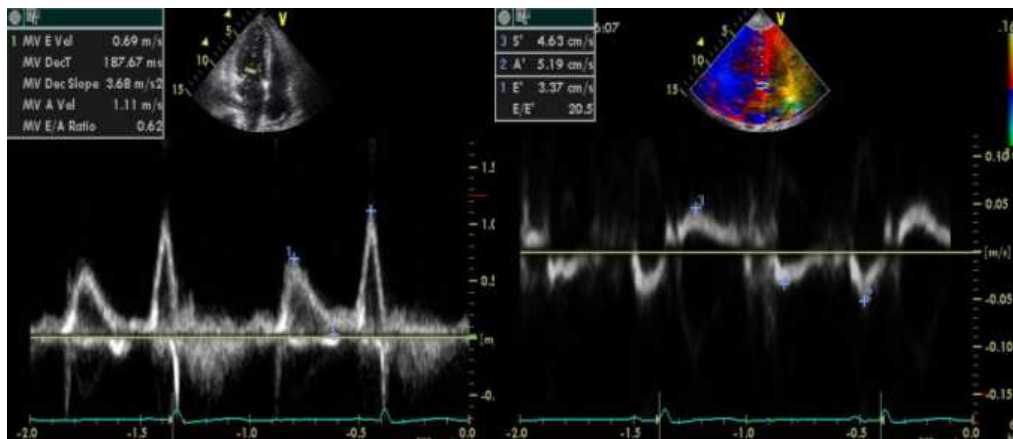 V
5
10
15
1 MV E Vel 0.69 m/s
MV DecT 187.67 ms
MV Dec Slope 3.68 m/s2
MV A Vel 1.11 m/s
MV E/A Ratio 0.62
1.0
0.5
1
-2.0 -1.5 -1.0 -0.5 0.0
6:07
V
5
10
15
3 S' 4.63 cm/s
2 A' 5.19 cm/s
1 E' 3.37 cm/s
E/E' 20.5
0.10
0.05
[m/s]
-0.05
-0.10
-0.15
3
-2.0 -1.5 -1.0 -0.5 0.0